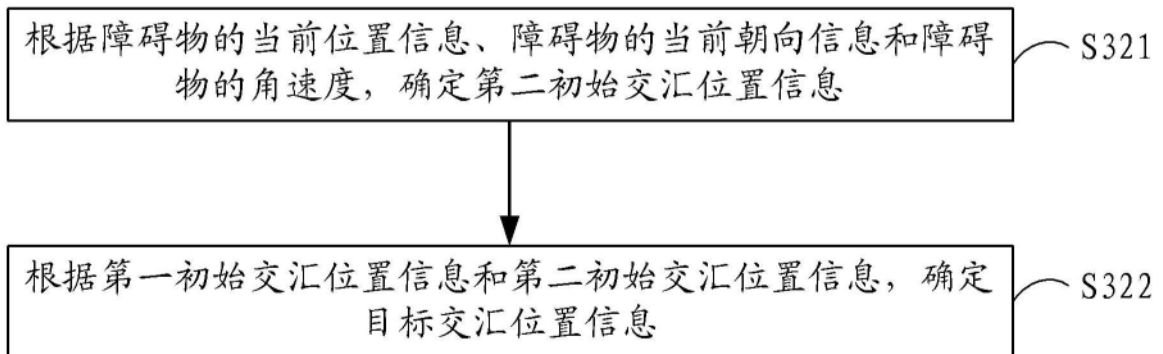 根据障碍物的当前位置信息、障碍物的当前朝向信息和障碍
物的角速度，确定第二初始交汇位置信息
S321
根据第一初始交汇位置信息和第二初始交汇位置信息，确定
目标交汇位置信息
S322